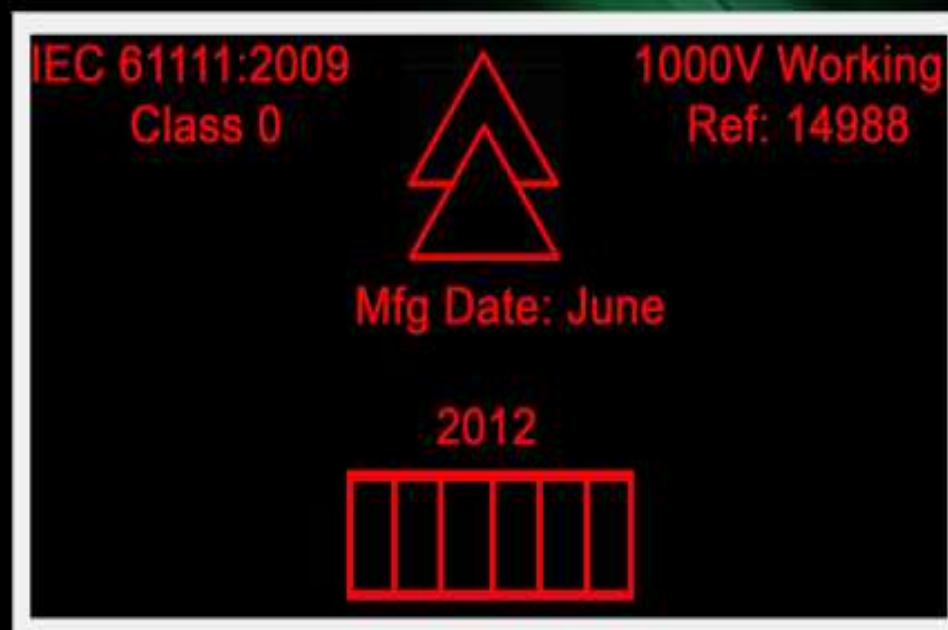 IEC 61111:2009
Class 0
1000V Working
Ref: 14988
Mfg Date: June
2012